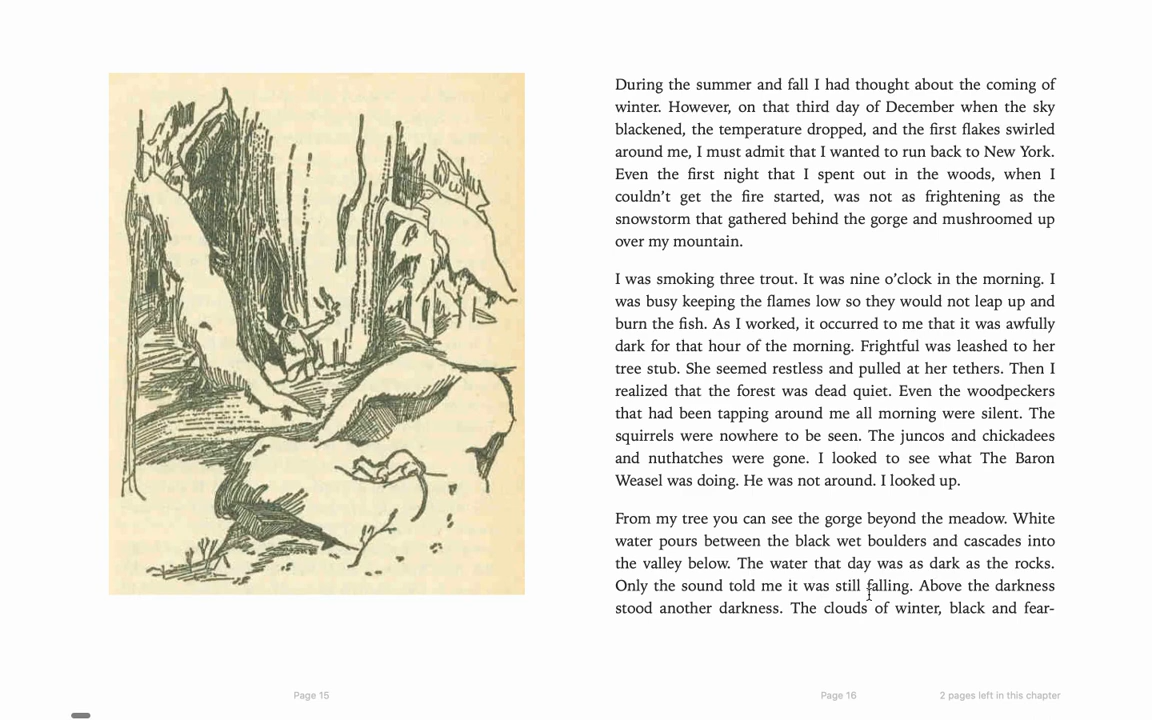 During the summer and fall I had thought about the coming of
winter. However, on that third day of December when the sky
blackened, the temperature dropped, and the first flakes swirled
around me, I must admit that I wanted to run back to New York.
Even the first night that I spent out in the woods, when I
couldn’t get the fire started, was not as frightening as the
snowstorm that gathered behind the gorge and mushroomed up
over my mountain.
I was smoking three trout. It was nine o’clock in the morning. I
was busy keeping the flames low so they would not leap up and
burn the fish. As I worked, it occurred to me that it was awfully
dark for that hour of the morning. Frightful was leashed to her
tree stub. She seemed restless and pulled at her tethers. Then I
realized that the forest was dead quiet. Even the woodpeckers
that had been tapping around me all morning were silent. The
squirrels were nowhere to be seen. The juncos and chickadees
and nuthatches were gone. I looked to see what The Baron
Weasel was doing. He was not around. I looked up.
From my tree you can see the gorge beyond the meadow. White
water pours between the black wet boulders and cascades into
the valley below. The water that day was as dark as the rocks.
Only the sound told me it was still falling. Above the darkness
stood another darkness. The clouds of winter, black and fear-
Page 15
Page 16
2 pages left in this chapter